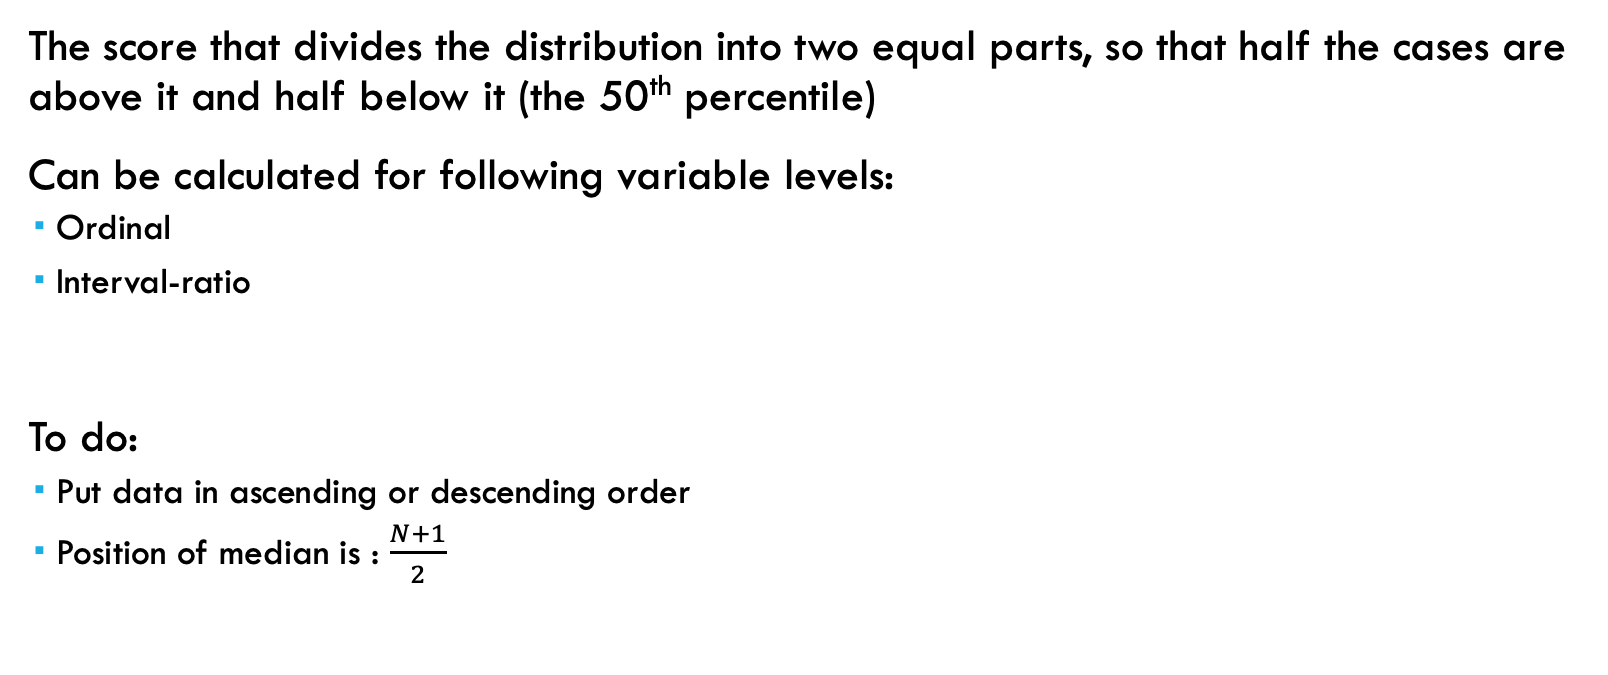 The score that divides the distribution into two equal parts, so that half the cases are
above it and half below it (the 50th percentile)
Can be calculated for following variable levels:
▪ Ordinal
▪ Interval-ratio
To do:
▪ Put data in ascending or descending order
▪ Position of median is : N+1/2